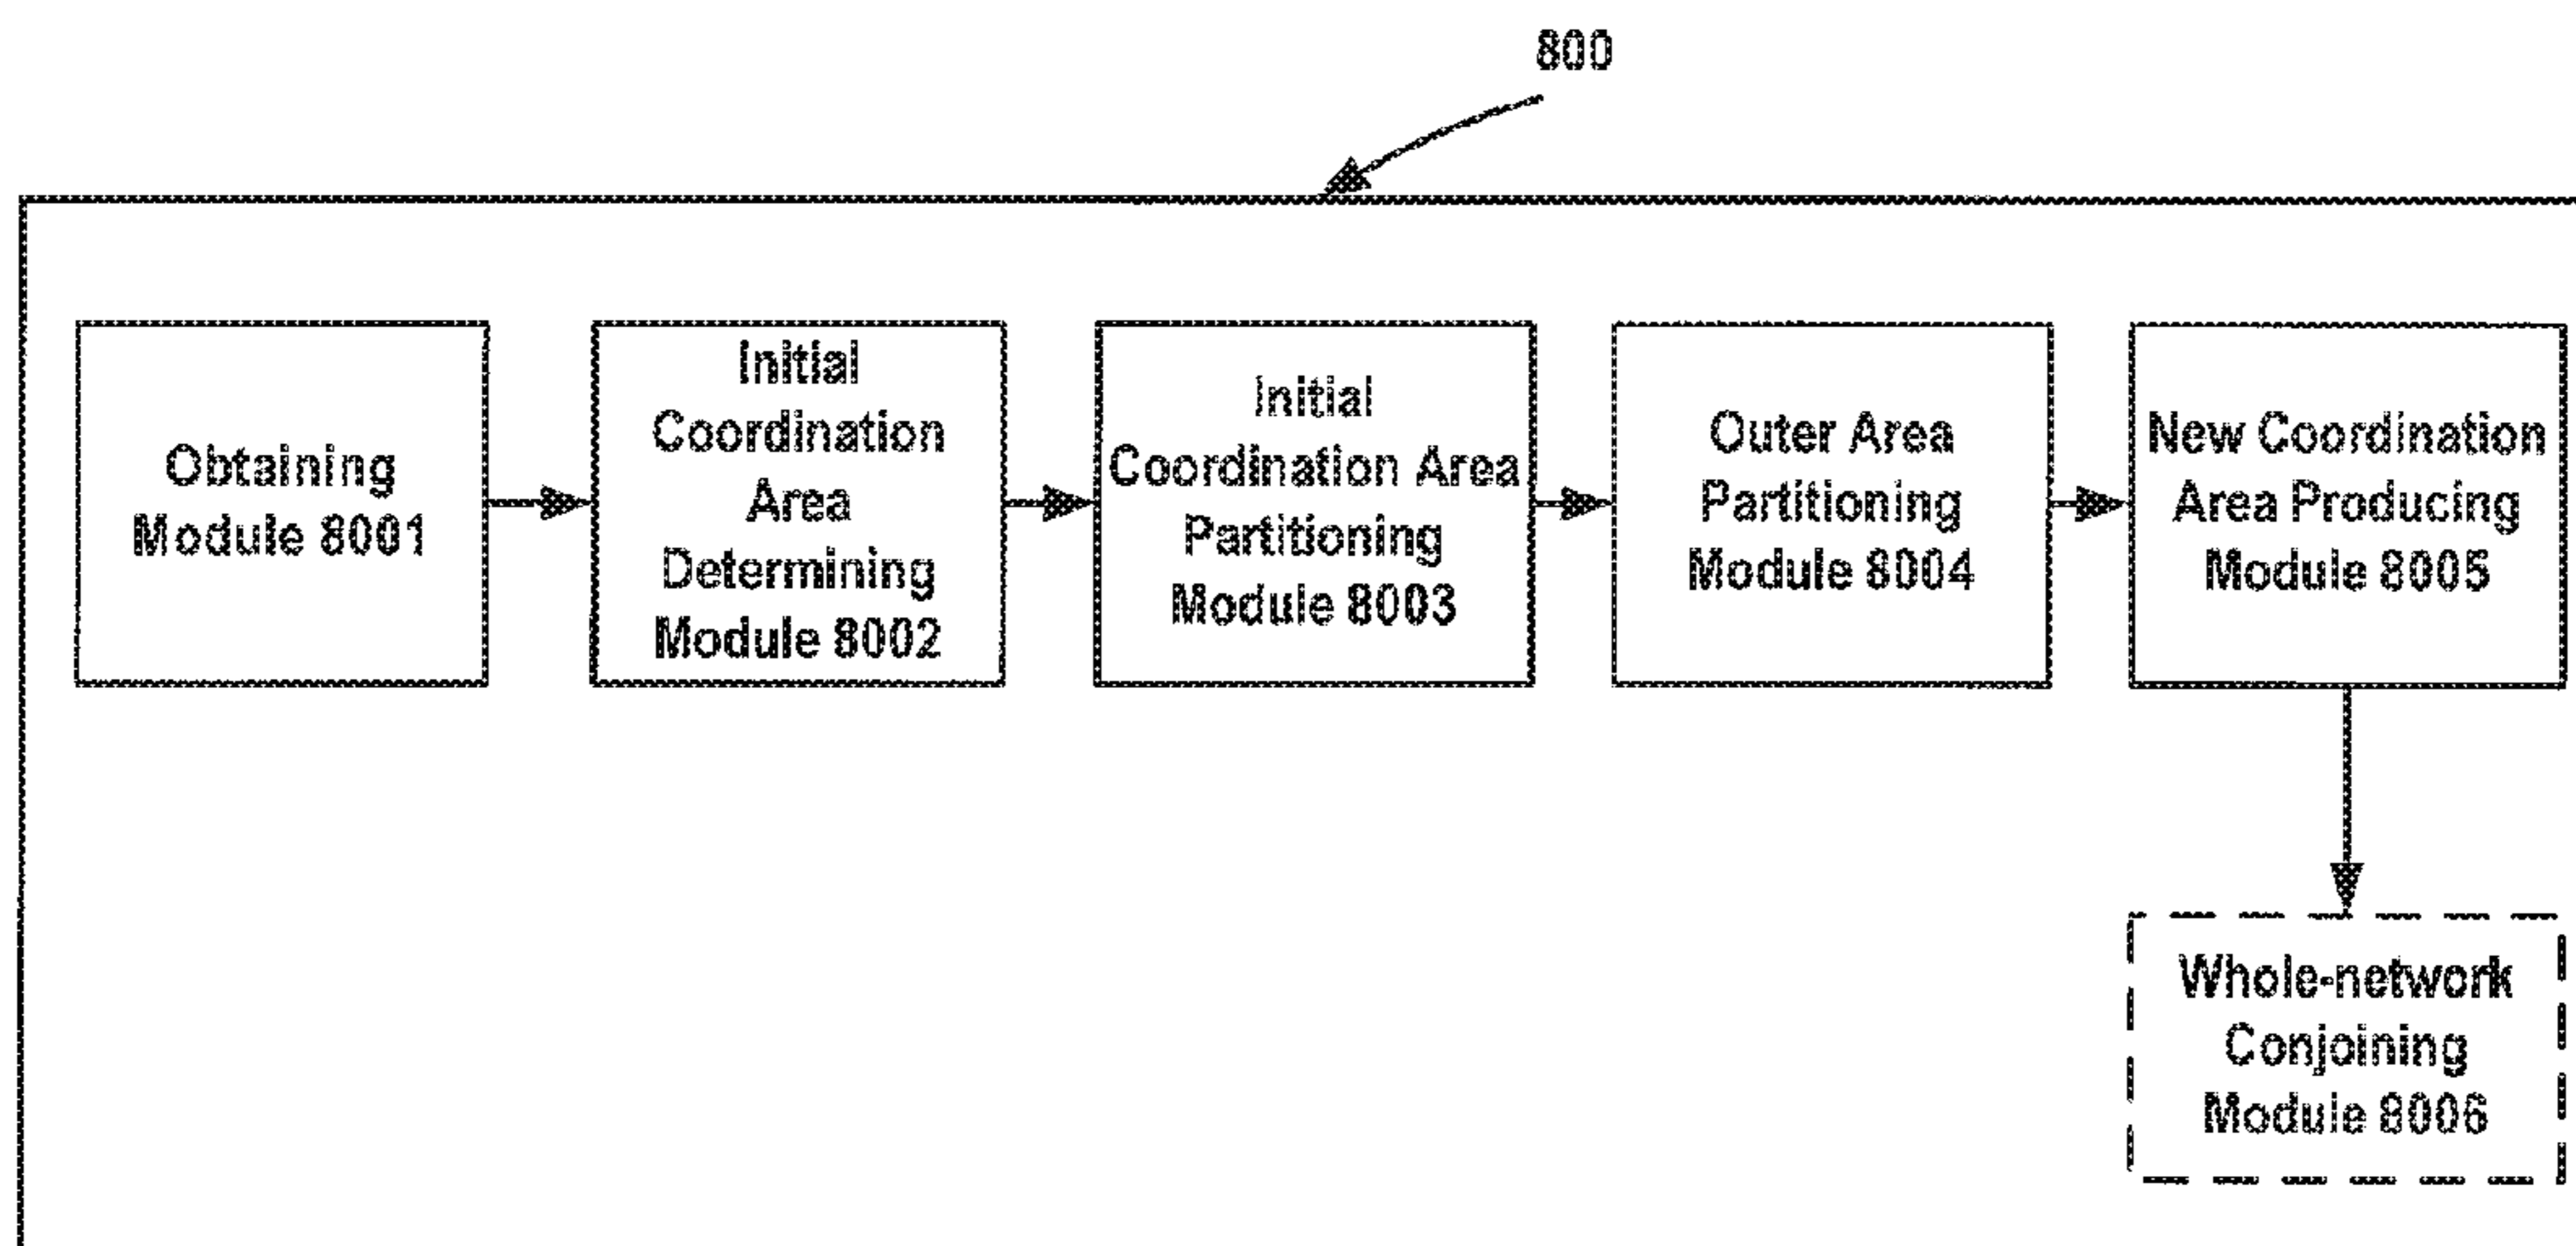 800
Obtaining
Module 8001
Initial
Coordination
Area
Determining
Module 8002
Initial
Coordination Area
Partitioning
Module 8003
Outer Area
Partitioning
Module 8004
New Coordination
Area Producing
Module 8005
Whole-network
Conjoining
Module 8006